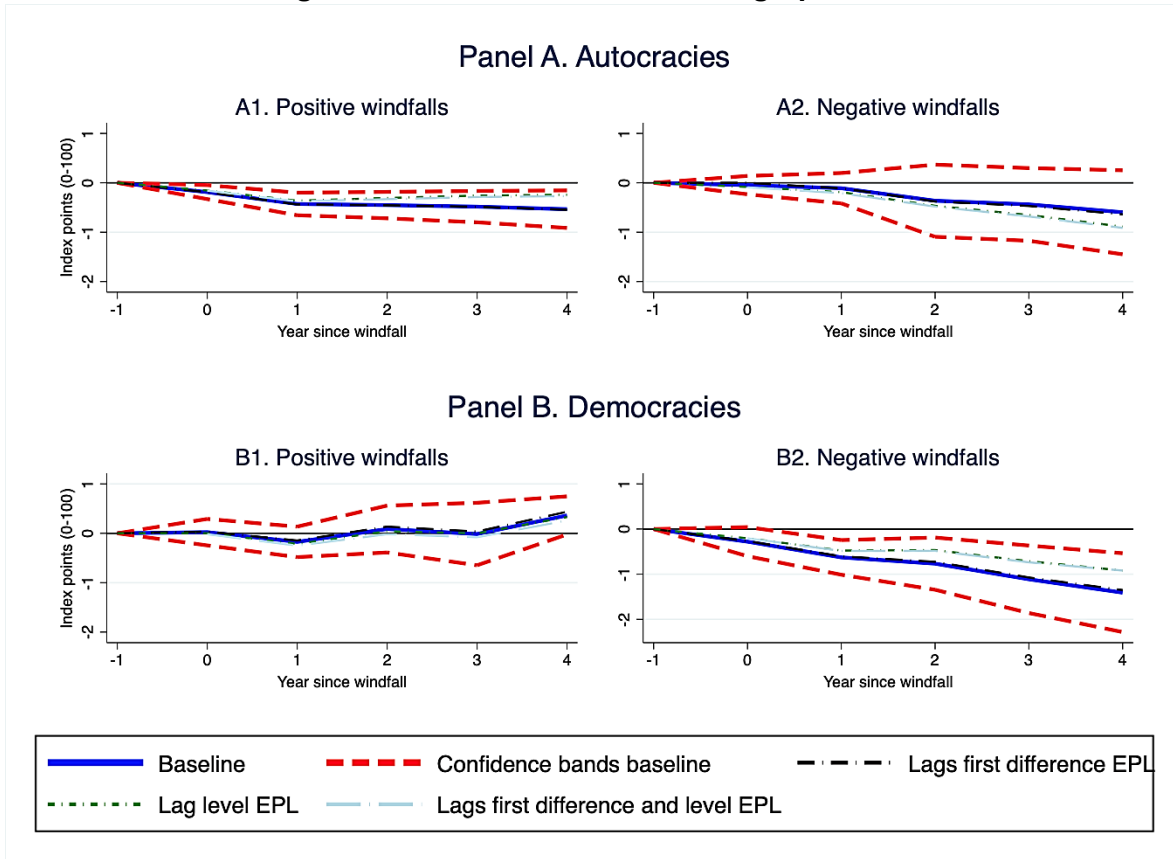 Panel A. Autocracies
A1. Positive windfalls
A2. Negative windfalls
Index points (0-100)
1
0
-1
-2
-1 0 1 2 3 4
Year since windfall
1
0
-1
-2
-1 0 1 2 3 4
Year since windfall
Panel B. Democracies
B1. Positive windfalls
B2. Negative windfalls
Index points (0-100)
1
0
-1
-2
-1 0 1 2 3 4
Year since windfall
1
0
-1
-2
-1 0 1 2 3 4
Year since windfall
Baseline
Confidence bands baseline
Lags first difference EPL
Lag level EPL
Lags first difference and level EPL